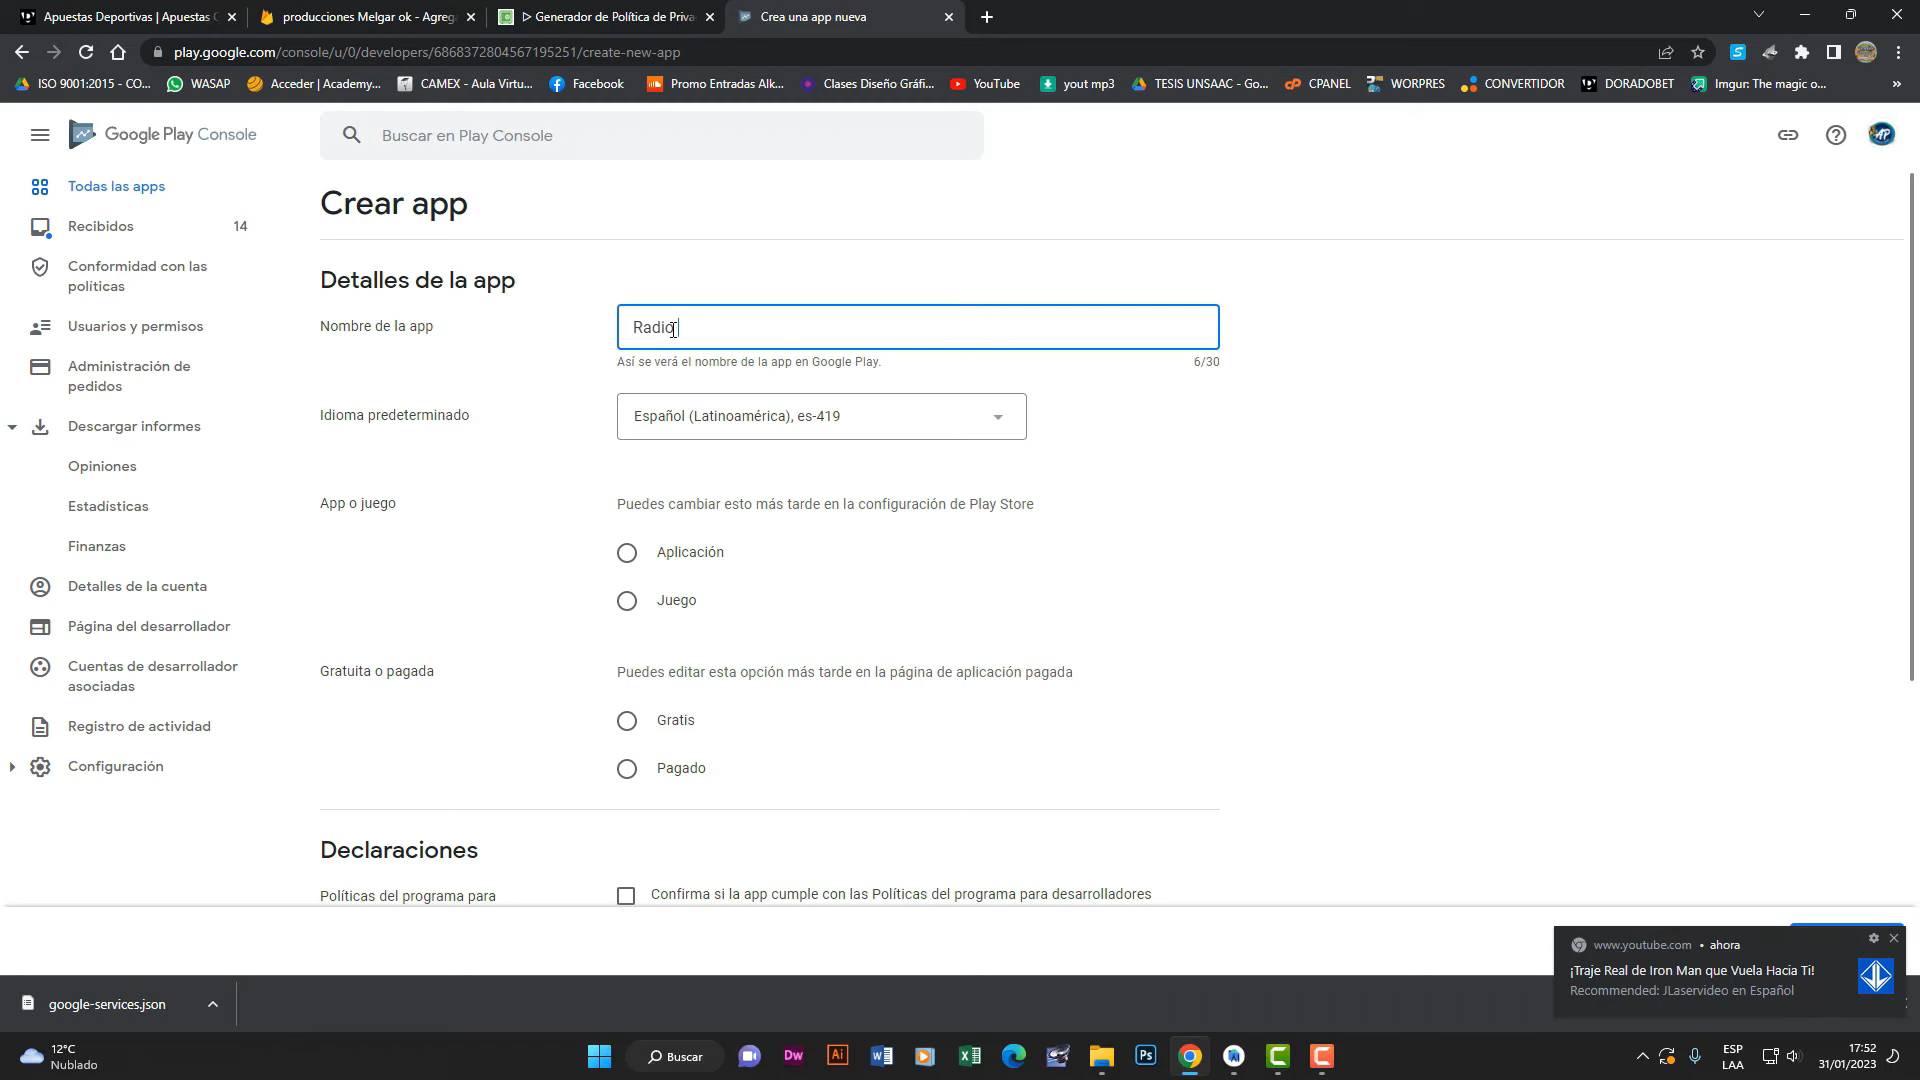 Apuestas Deportivas | Apuestas C
producciones Melgar ok - Agrega
Generador de Política de Priva
Crea una app nueva
play.google.com/console/u/0/developers/6868372804567195251/create-new-app
ISO 9001:2015 - CO...
WASAP
Acceder | Academy...
CAMEX - Aula Virtu...
Facebook
Promo Entradas Alk...
Clases Diseño Gráfi...
YouTube
yout mp3
TESIS UNSAAC - Go...
CPANEL
WORPRES
CONVERTIDOR
DORADOBET
Imgur: The magic o...
»
Google Play Console
Buscar en Play Console
Todas las apps
Recibidos 14
Conformidad con las
políticas
Usuarios y permisos
Administración de
pedidos
Descargar informes
Opiniones
Estadísticas
Finanzas
Detalles de la cuenta
Página del desarrollador
Cuentas de desarrollador
asociadas
Registro de actividad
Configuración
Crear app
Detalles de la app
Nombre de la app
Radio
Así se verá el nombre de la app en Google Play. 6/30
Idioma predeterminado
Español (Latinoamérica), es-419
App o juego
Puedes cambiar esto más tarde en la configuración de Play Store
Aplicación
Juego
Gratuita o pagada
Puedes editar esta opción más tarde en la página de aplicación pagada
Gratis
Pagado
Declaraciones
Políticas del programa para
Confirma si la app cumple con las Políticas del programa para desarrolladores
www.youtube.com • ahora
¡Traje Real de Iron Man que Vuela Hacia Ti!
Recommended: JLaservideo en Español
google-services.json
12°C
Nublado
Buscar
Dw
Ai
Ps
ESP
LAA
17:52
31/01/2023